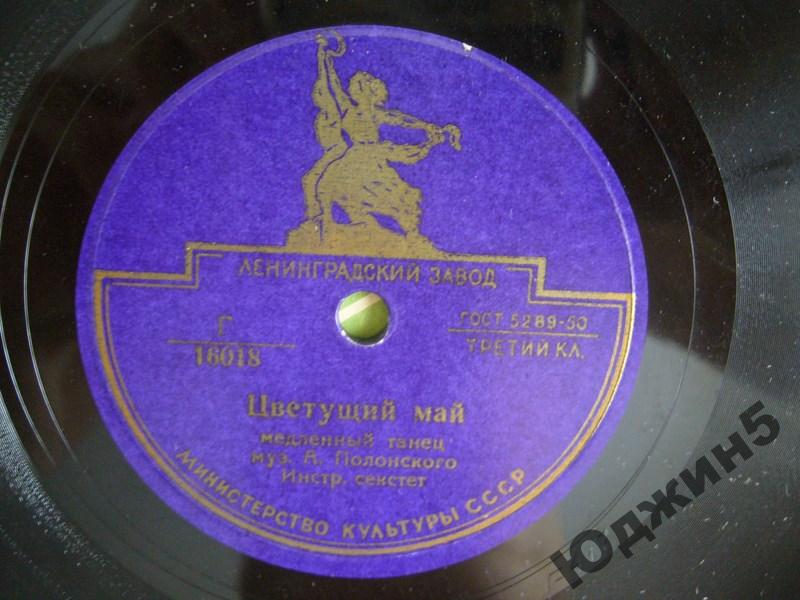 ЛЕНИНГРАДСКИЙ ЗАВОД
Г
16018
ГОСТ 5289-50
ТРЕТИЙ КЛ.
Цветущий май
медленный танец
муз. А. Полонского
Инстр. секстет
МИНИСТЕРСТВО КУЛЬТУРЫ СССР
Юджин5